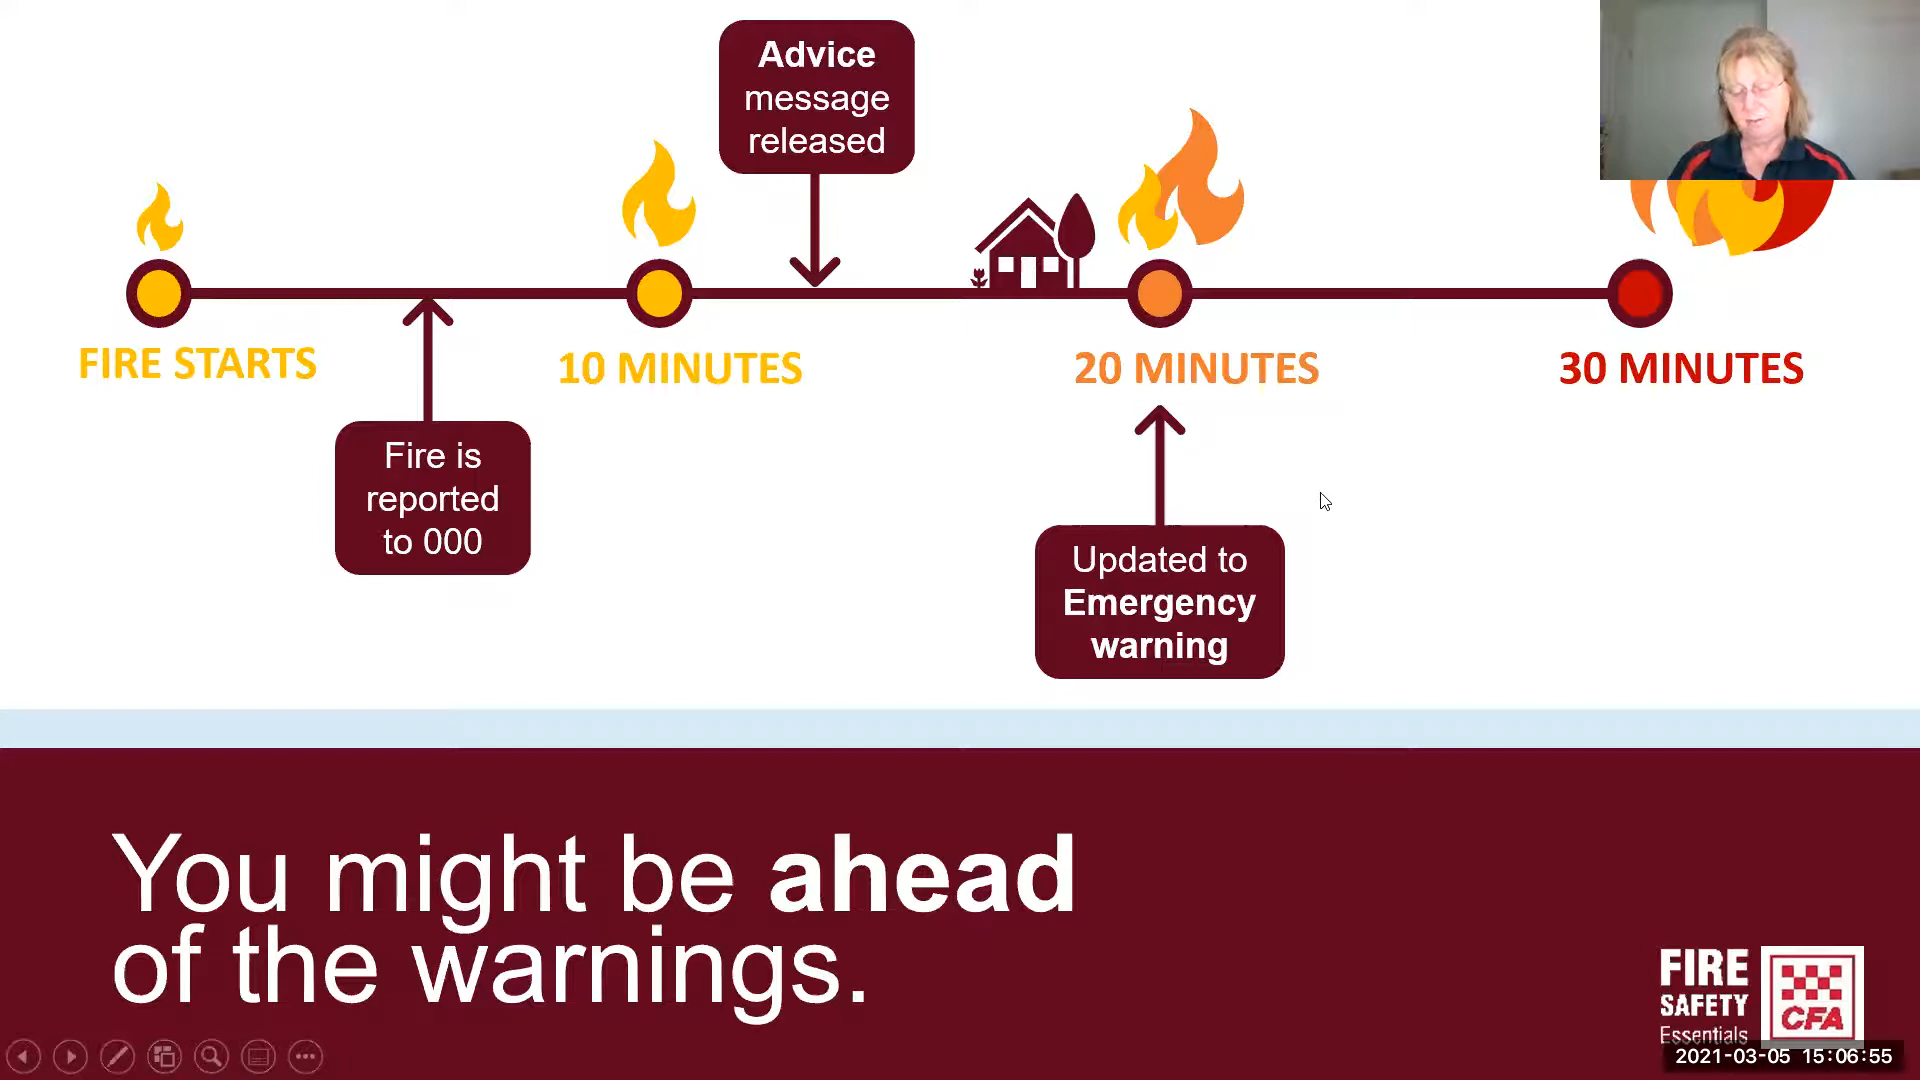 Advice
message
released
FIRE STARTS
10 MINUTES
20 MINUTES
30 MINUTES
Fire is
reported
to 000
Updated to
Emergency
warning
You might be ahead
of the warnings.
FIRE
SAFETY
Essentials
CFA
2021-03-05 15:06:55